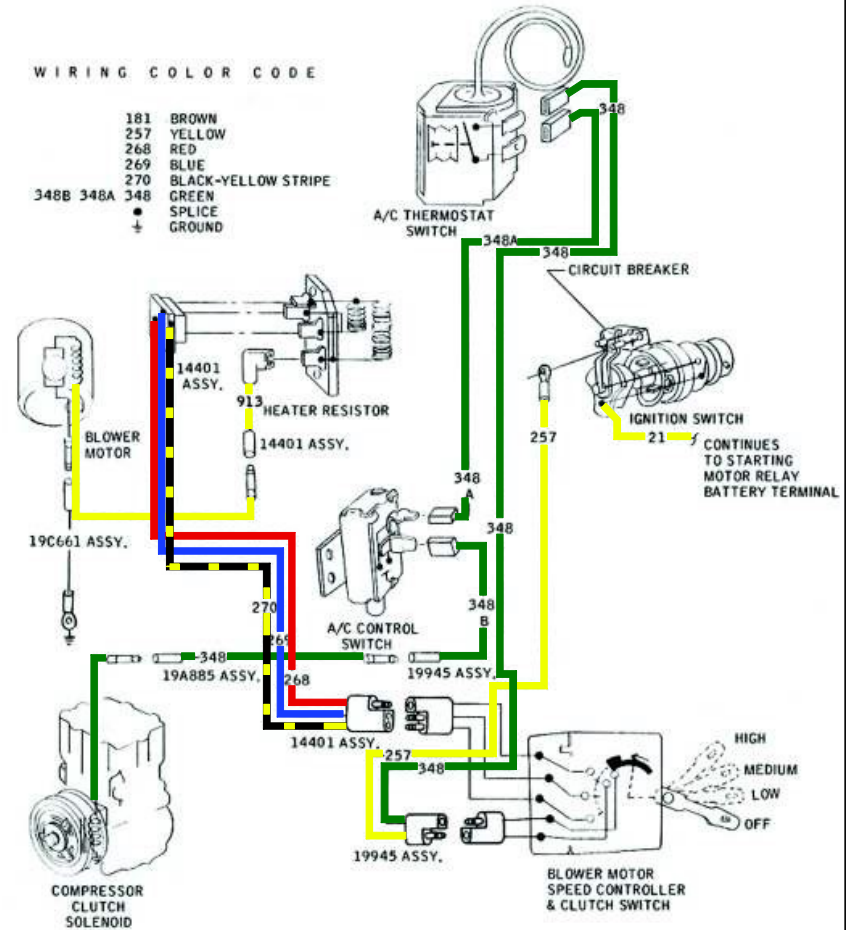 WIRING COLOR CODE
181 BROWN
257 YELLOW
268 RED
269 BLUE
270 BLACK-YELLOW STRIPE
348B 348A 348 GREEN
SPLICE
GROUND
348
A/C THERMOSTAT
SWITCH
348A
348
CIRCUIT BREAKER
14401
ASSY.
913
HEATER RESISTOR
14401 ASSY.
BLOWER
MOTOR
IGNITION SWITCH
257
21
CONTINUES
TO STARTING
MOTOR RELAY
BATTERY TERMINAL
348
A
348
19C661 ASSY.
270
269
268
348
B
A/C CONTROL
SWITCH
348
19A885 ASSY.
19945 ASSY.
14401 ASSY.
257
348
HIGH
MEDIUM
LOW
OFF
19945 ASSY.
BLOWER MOTOR
SPEED CONTROLLER
& CLUTCH SWITCH
COMPRESSOR
CLUTCH
SOLENOID